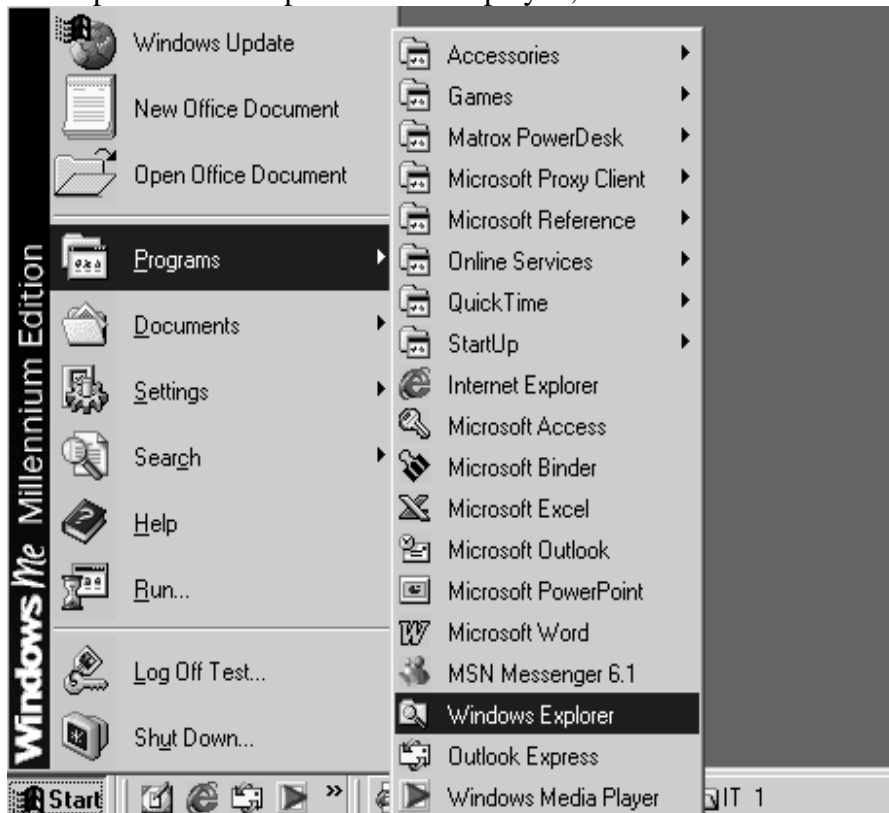 Windows Update
New Office Document
Open Office Document
Programs
Documents
Settings
Search
Help
Run...
Log Off Test...
Shut Down...
Windows Me Millennium Edition
Accessories
Games
Matrox PowerDesk
Microsoft Proxy Client
Microsoft Reference
Online Services
QuickTime
StartUp
Internet Explorer
Microsoft Access
Microsoft Binder
Microsoft Excel
Microsoft Outlook
Microsoft PowerPoint
Microsoft Word
MSN Messenger 6.1
Windows Explorer
Outlook Express
Windows Media Player
Start
»
IT 1